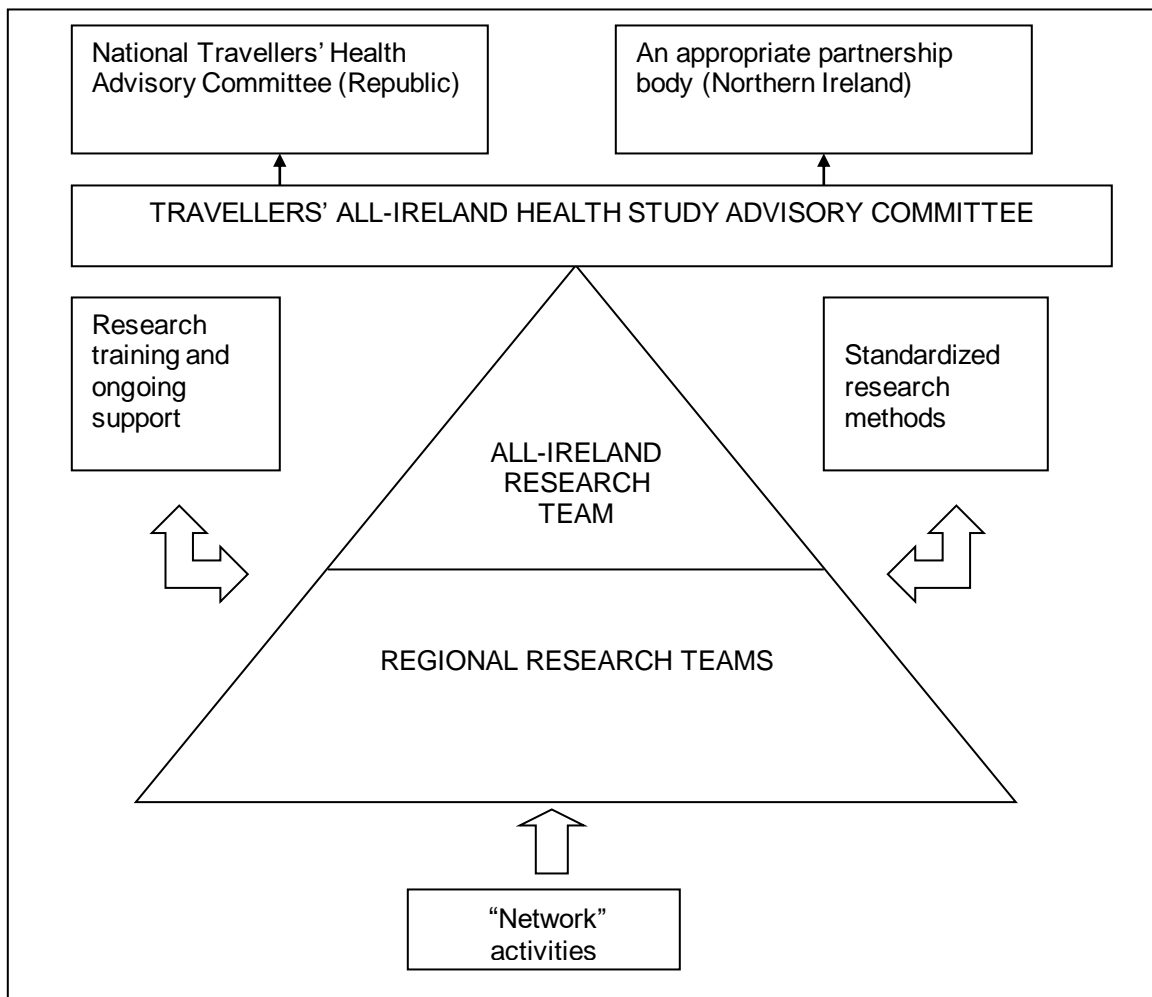 National Travellers’ Health
Advisory Committee (Republic)
An appropriate partnership
body (Northern Ireland)
TRAVELLERS’ ALL-IRELAND HEALTH STUDY ADVISORY COMMITTEE
Research
training and
ongoing
support
Standardized
research
methods
ALL-IRELAND
RESEARCH
TEAM
REGIONAL RESEARCH TEAMS
“Network”
activities